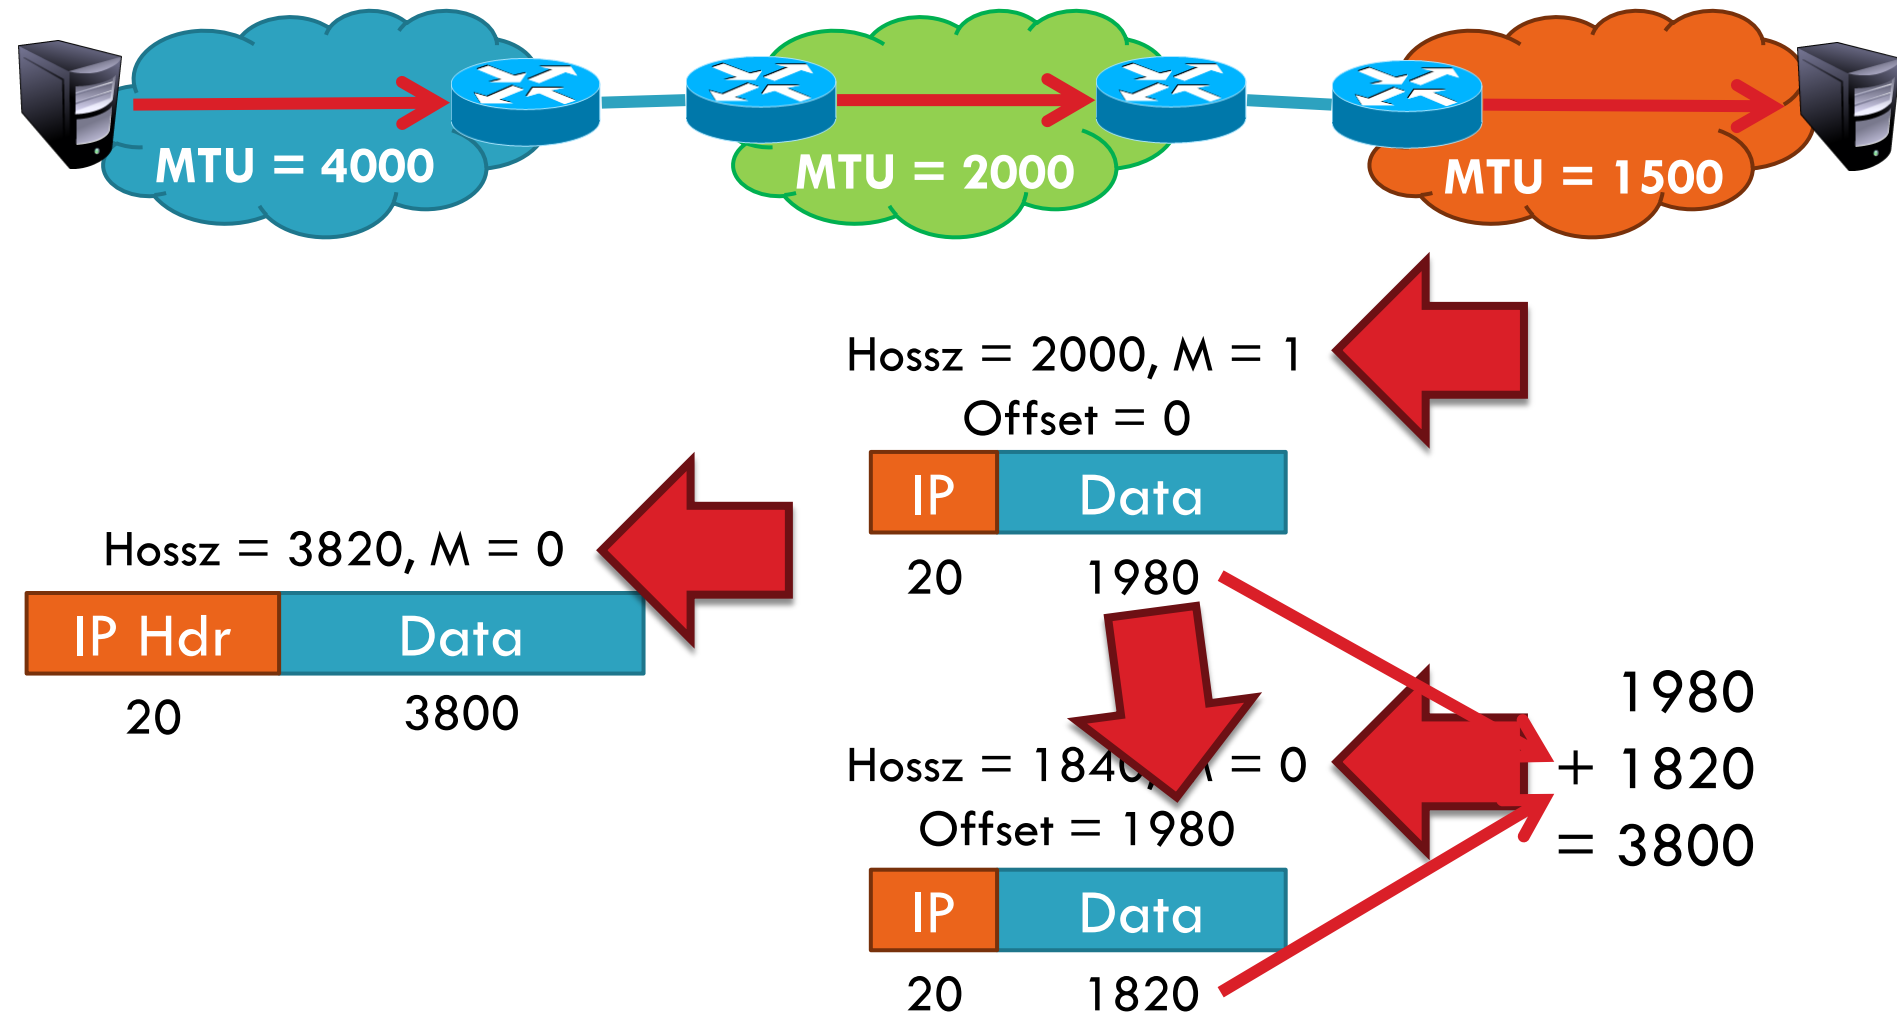 MTU = 4000
MTU = 2000
MTU = 1500
Hossz = 2000, M = 1
Offset = 0
IP Data
20 1980
Hossz = 3820, M = 0
IP Hdr Data
20 3800
Hossz = 1840, = 0
Offset = 1980
IP Data
20 1820
1980
+ 1820
= 3800